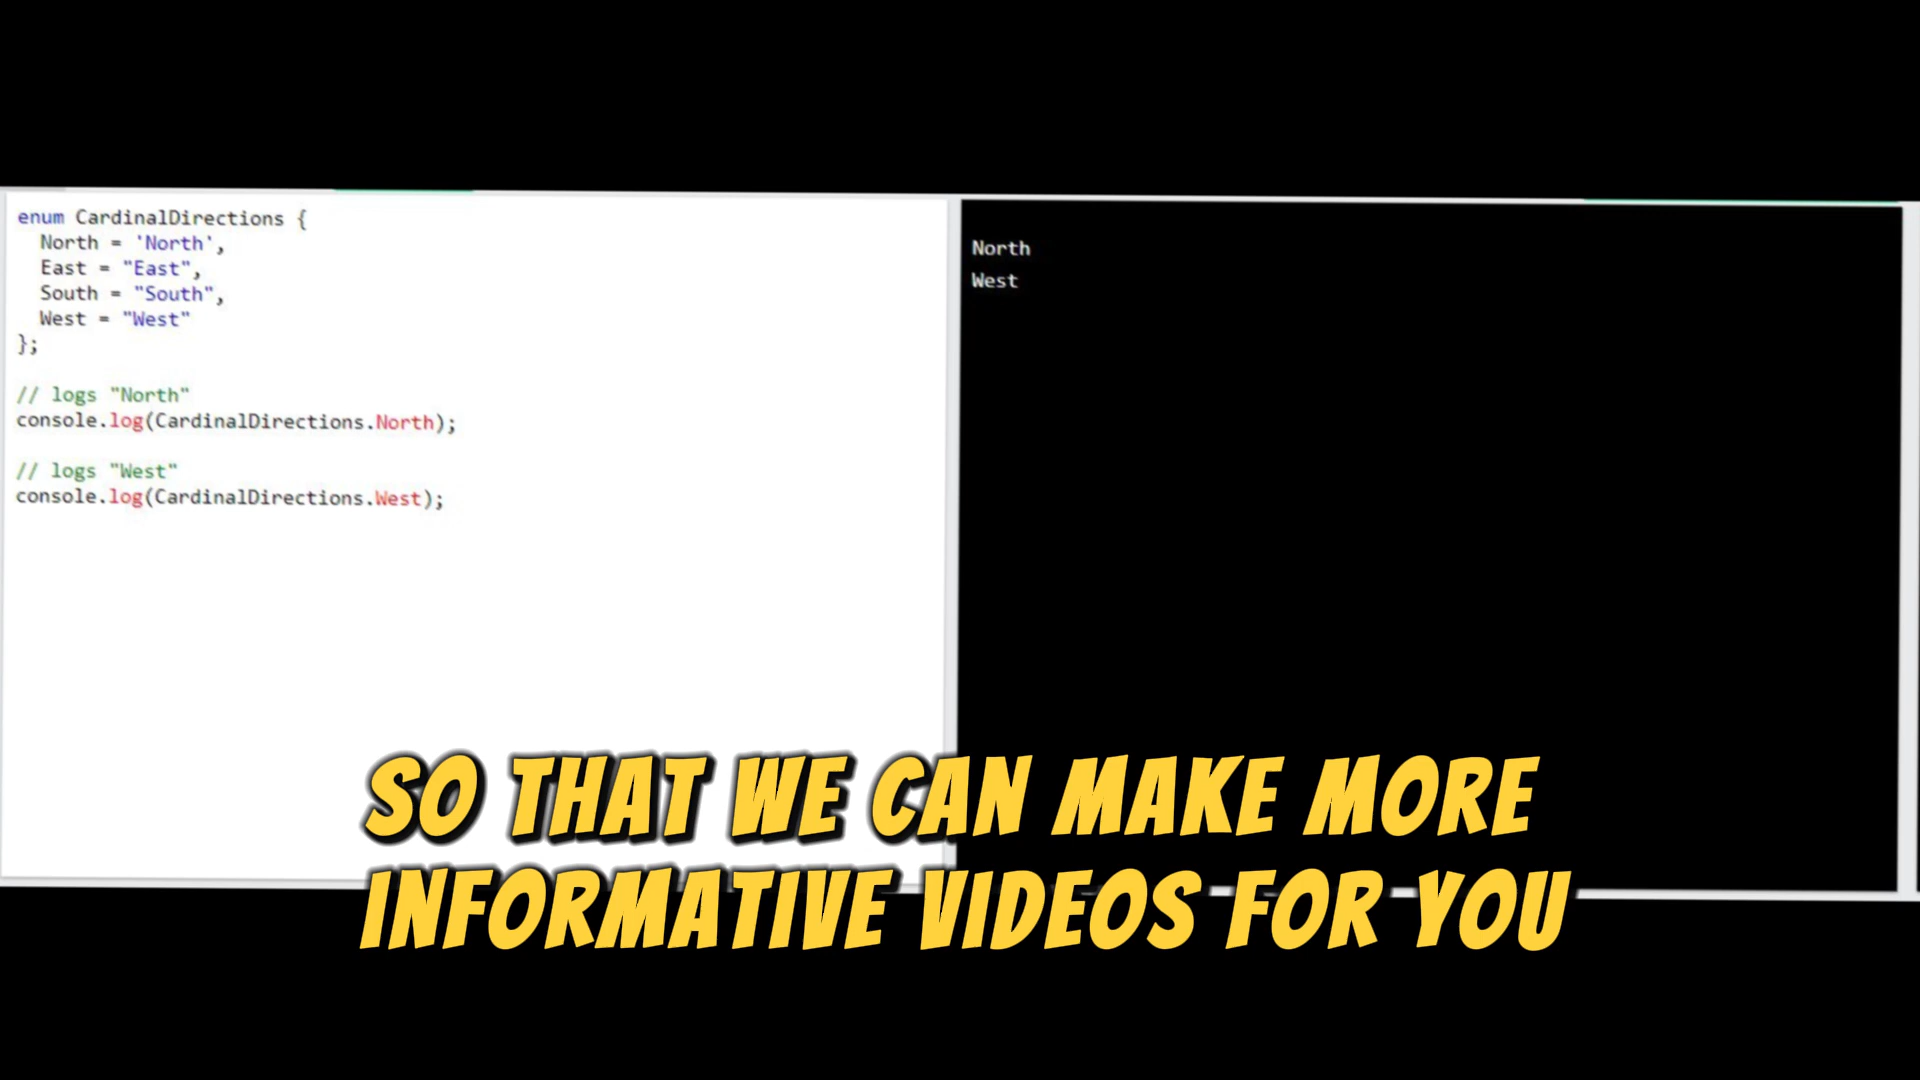 enum CardinalDirections {
  North = 'North',
  East = "East",
  South = "South",
  West = "West"
};
// logs "North"
console.log(CardinalDirections.North);
// logs "West"
console.log(CardinalDirections.West);
North
West
SO THAT WE CAN MAKE MORE
INFORMATIVE VIDEOS FOR YOU